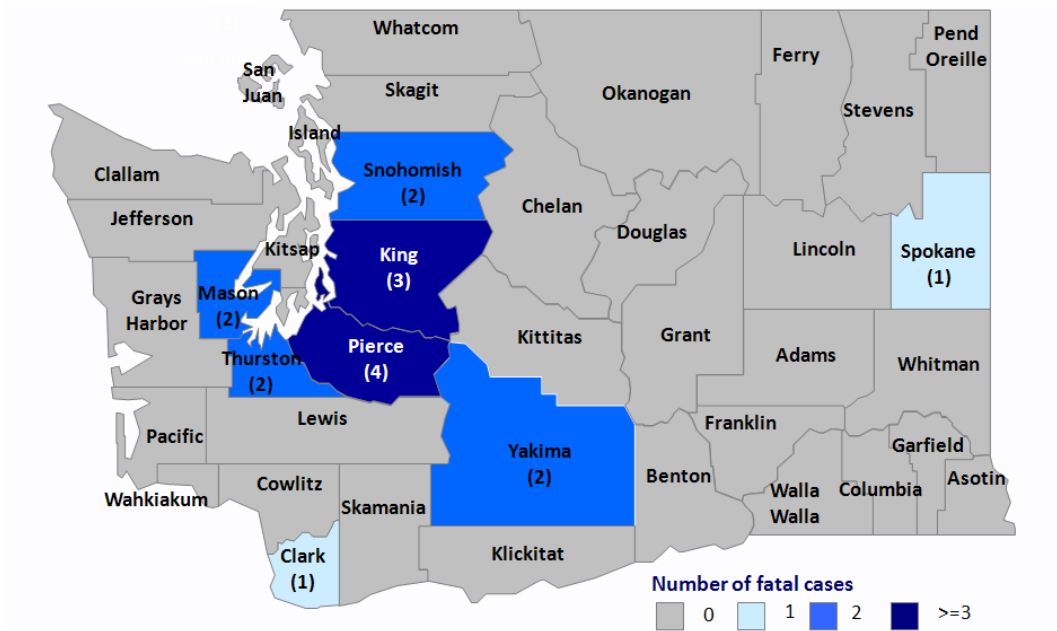 Whatcom
Pend
Oreille
Ferry
San
Juan
Skagit
Okanogan
Stevens
Island
Snohomish
(2)
Clallam
Chelan
Jefferson
Douglas
Kitsap
King
(3)
Lincoln
Spokane
(1)
Mason
(2)
Grays
Harbor
Kittitas
Grant
Pierce
(4)
Thurston
(2)
Adams
Whitman
Lewis
Franklin
Pacific
Yakima
(2)
Garfield
Benton
Asotin
Cowlitz
Walla
Walla
Columbia
Wahkiakum
Skamania
Clark
(1)
Klickitat
Number of fatal cases
0 1 2 >=3